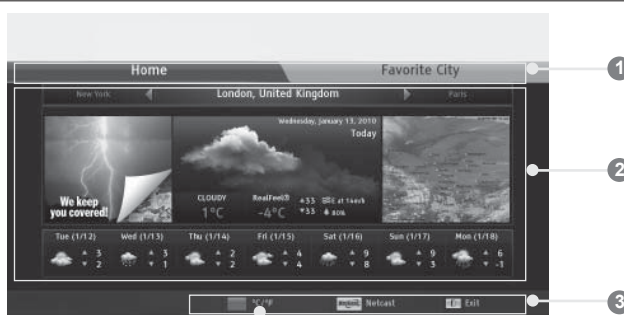 Home Favorite City 1
New York London, United Kingdom Paris
Wednesday, January 13, 2010
Today
We keep
you covered!
CLOUDY RealFeel®
1°C -4°C
2
Tue (1/12) Wed (1/13) Thu (1/14) Fri (1/15) Sat (1/16) Sun (1/17) Mon (1/18)
3 3 2 4 9 9 6
2 1 2 4 8 3 -1
°C/°F Netcast Exit 3